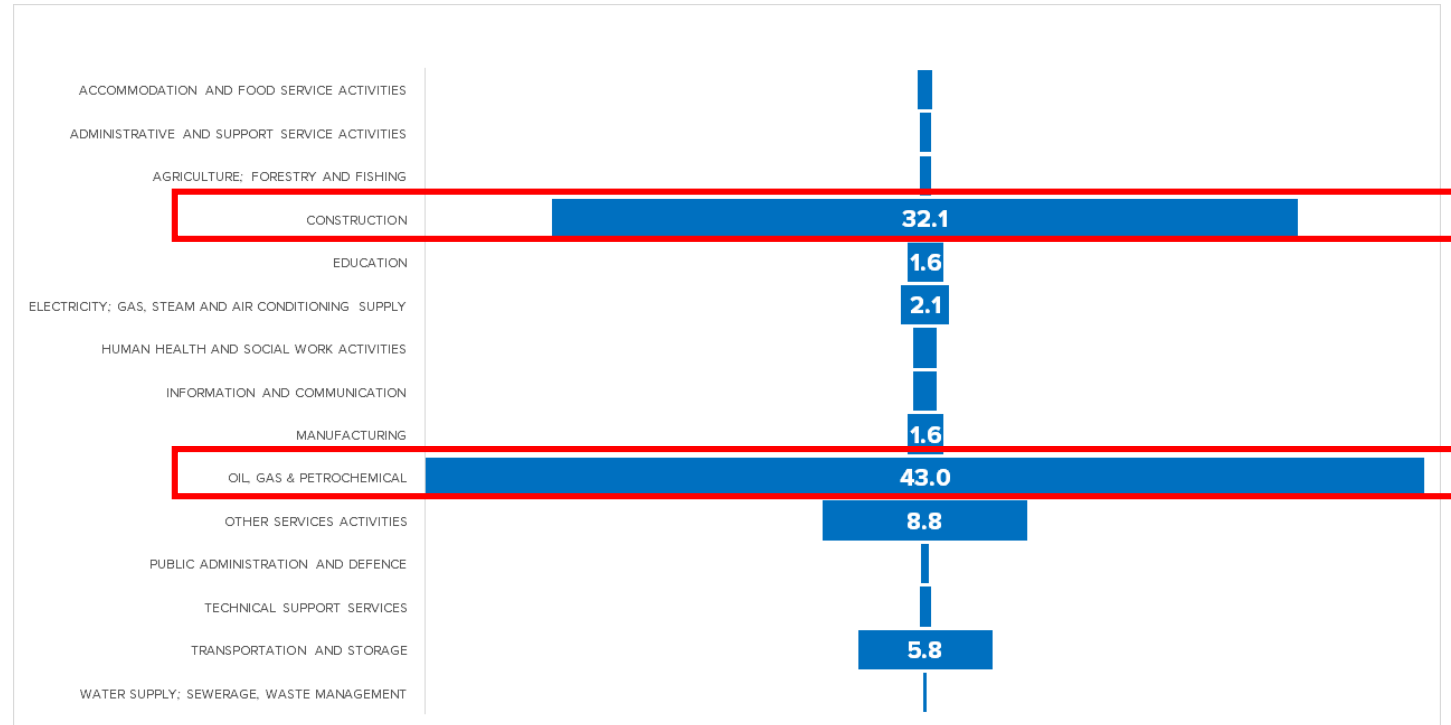 ACCOMMODATION AND FOOD SERVICE ACTIVITIES
ADMINISTRATIVE AND SUPPORT SERVICE ACTIVITIES
AGRICULTURE; FORESTRY AND FISHING
CONSTRUCTION 32.1
EDUCATION 1.6
ELECTRICITY; GAS, STEAM AND AIR CONDITIONING SUPPLY 2.1
HUMAN HEALTH AND SOCIAL WORK ACTIVITIES
INFORMATION AND COMMUNICATION
MANUFACTURING 1.6
OIL, GAS & PETROCHEMICAL 43.0
OTHER SERVICES ACTIVITIES 8.8
PUBLIC ADMINISTRATION AND DEFENCE
TECHNICAL SUPPORT SERVICES
TRANSPORTATION AND STORAGE 5.8
WATER SUPPLY; SEWERAGE, WASTE MANAGEMENT